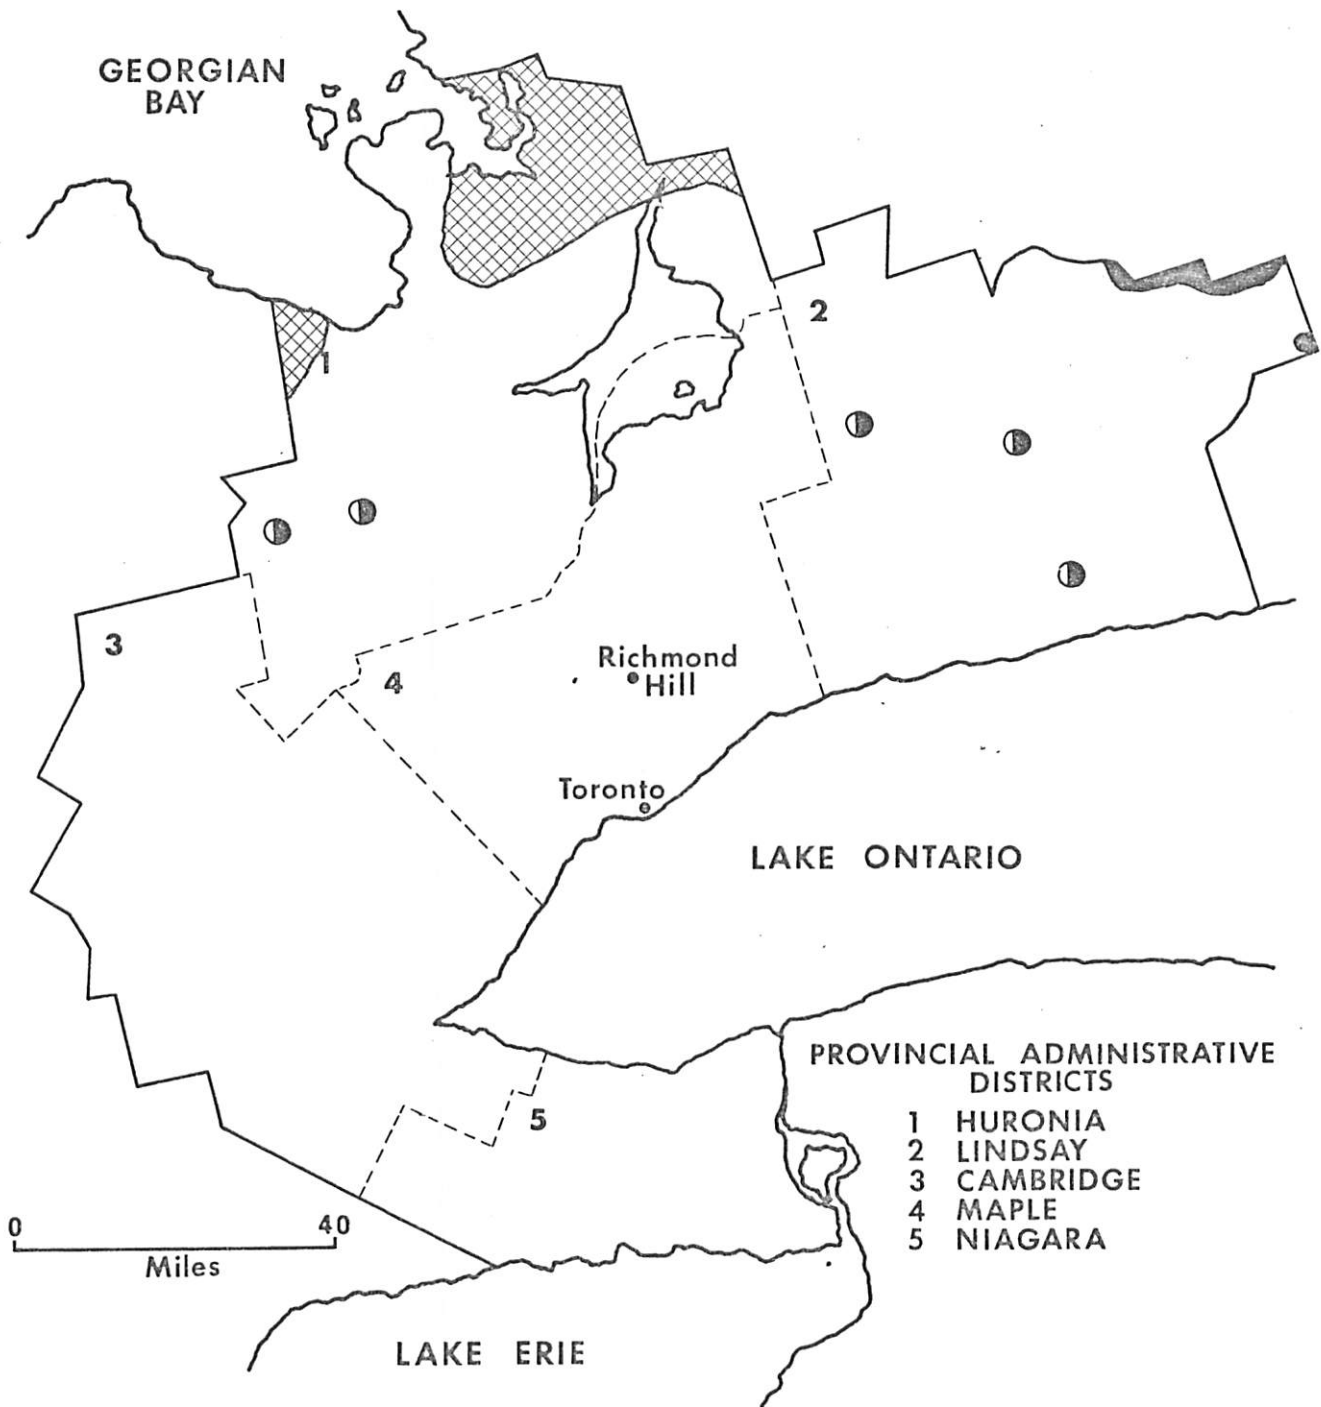 GEORGIAN
BAY
2
1
3
4
Richmond
Hill
Toronto
LAKE ONTARIO
5
PROVINCIAL ADMINISTRATIVE
DISTRICTS
1 HURONIA
2 LINDSAY
3 CAMBRIDGE
4 MAPLE
5 NIAGARA
0 40
Miles
LAKE ERIE